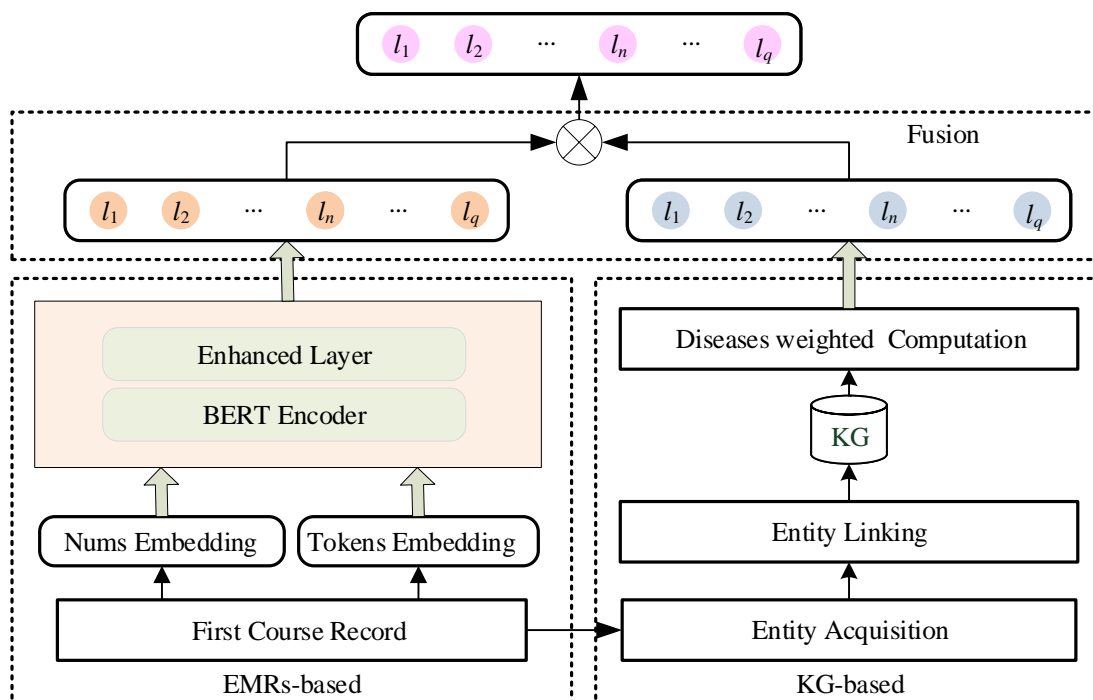 l1 l2 ... ln ... lq
Fusion
l1 l2 ... ln ... lq
l1 l2 ... ln ... lq
Enhanced Layer
BERT Encoder
Nums Embedding
Tokens Embedding
First Course Record
EMRs-based
Diseases weighted Computation
KG
Entity Linking
Entity Acquisition
KG-based